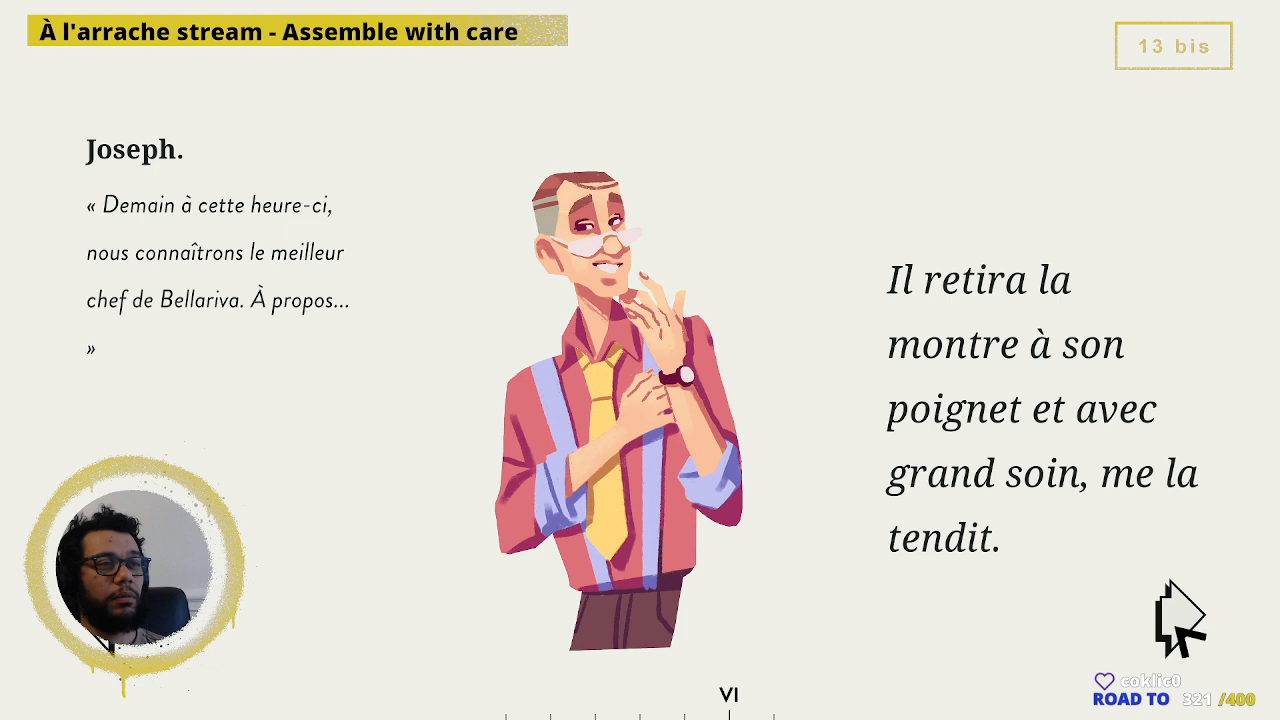 À l'arrache stream - Assemble with care
13 bis
Joseph.
« Demain à cette heure-ci,
nous connaîtrons le meilleur
chef de Bellariva. À propos...
»
Il retira la
montre à son
poignet et avec
grand soin, me la
tendit.
coklic0
ROAD TO 321 /400
VI